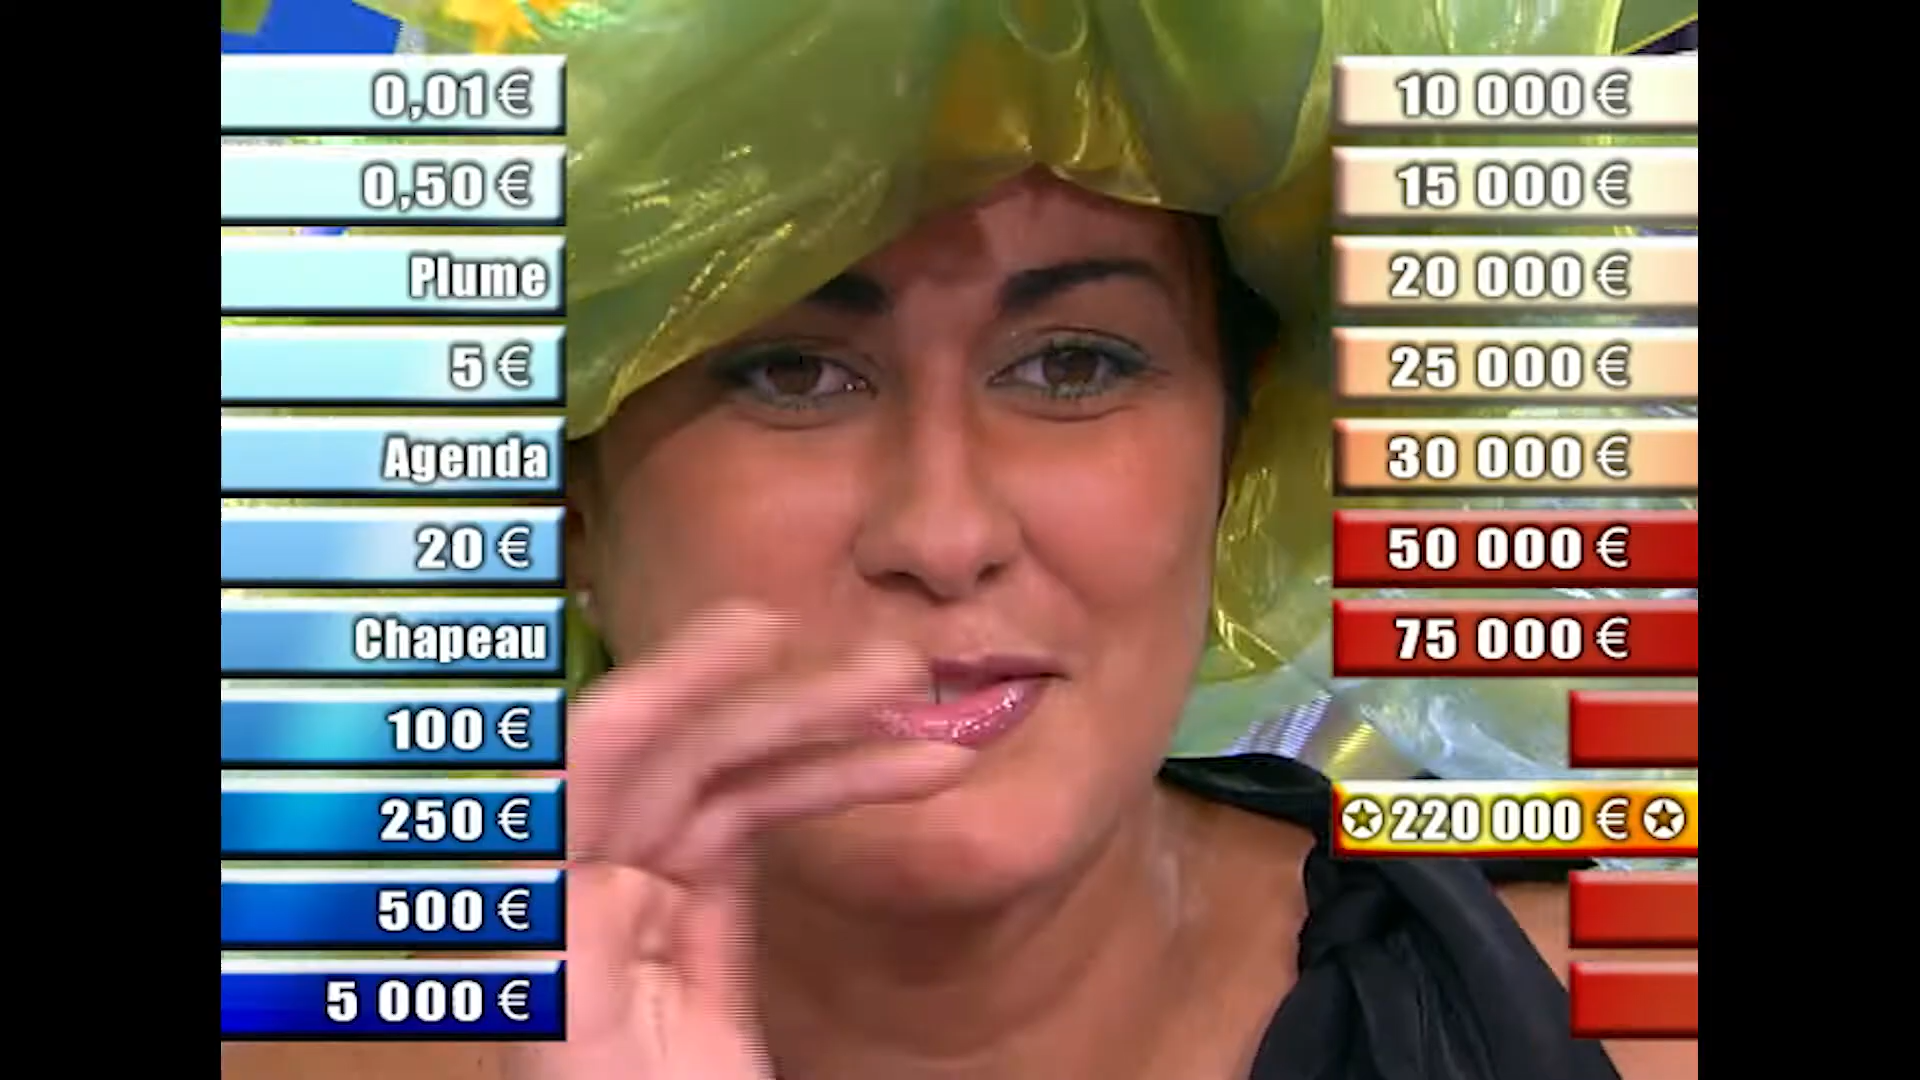 0,01 €
0,50 €
Plume
5 €
Agenda
20 €
Chapeau
100 €
250 €
500 €
5 000 €
10 000 €
15 000 €
20 000 €
25 000 €
30 000 €
50 000 €
75 000 €
220 000 €